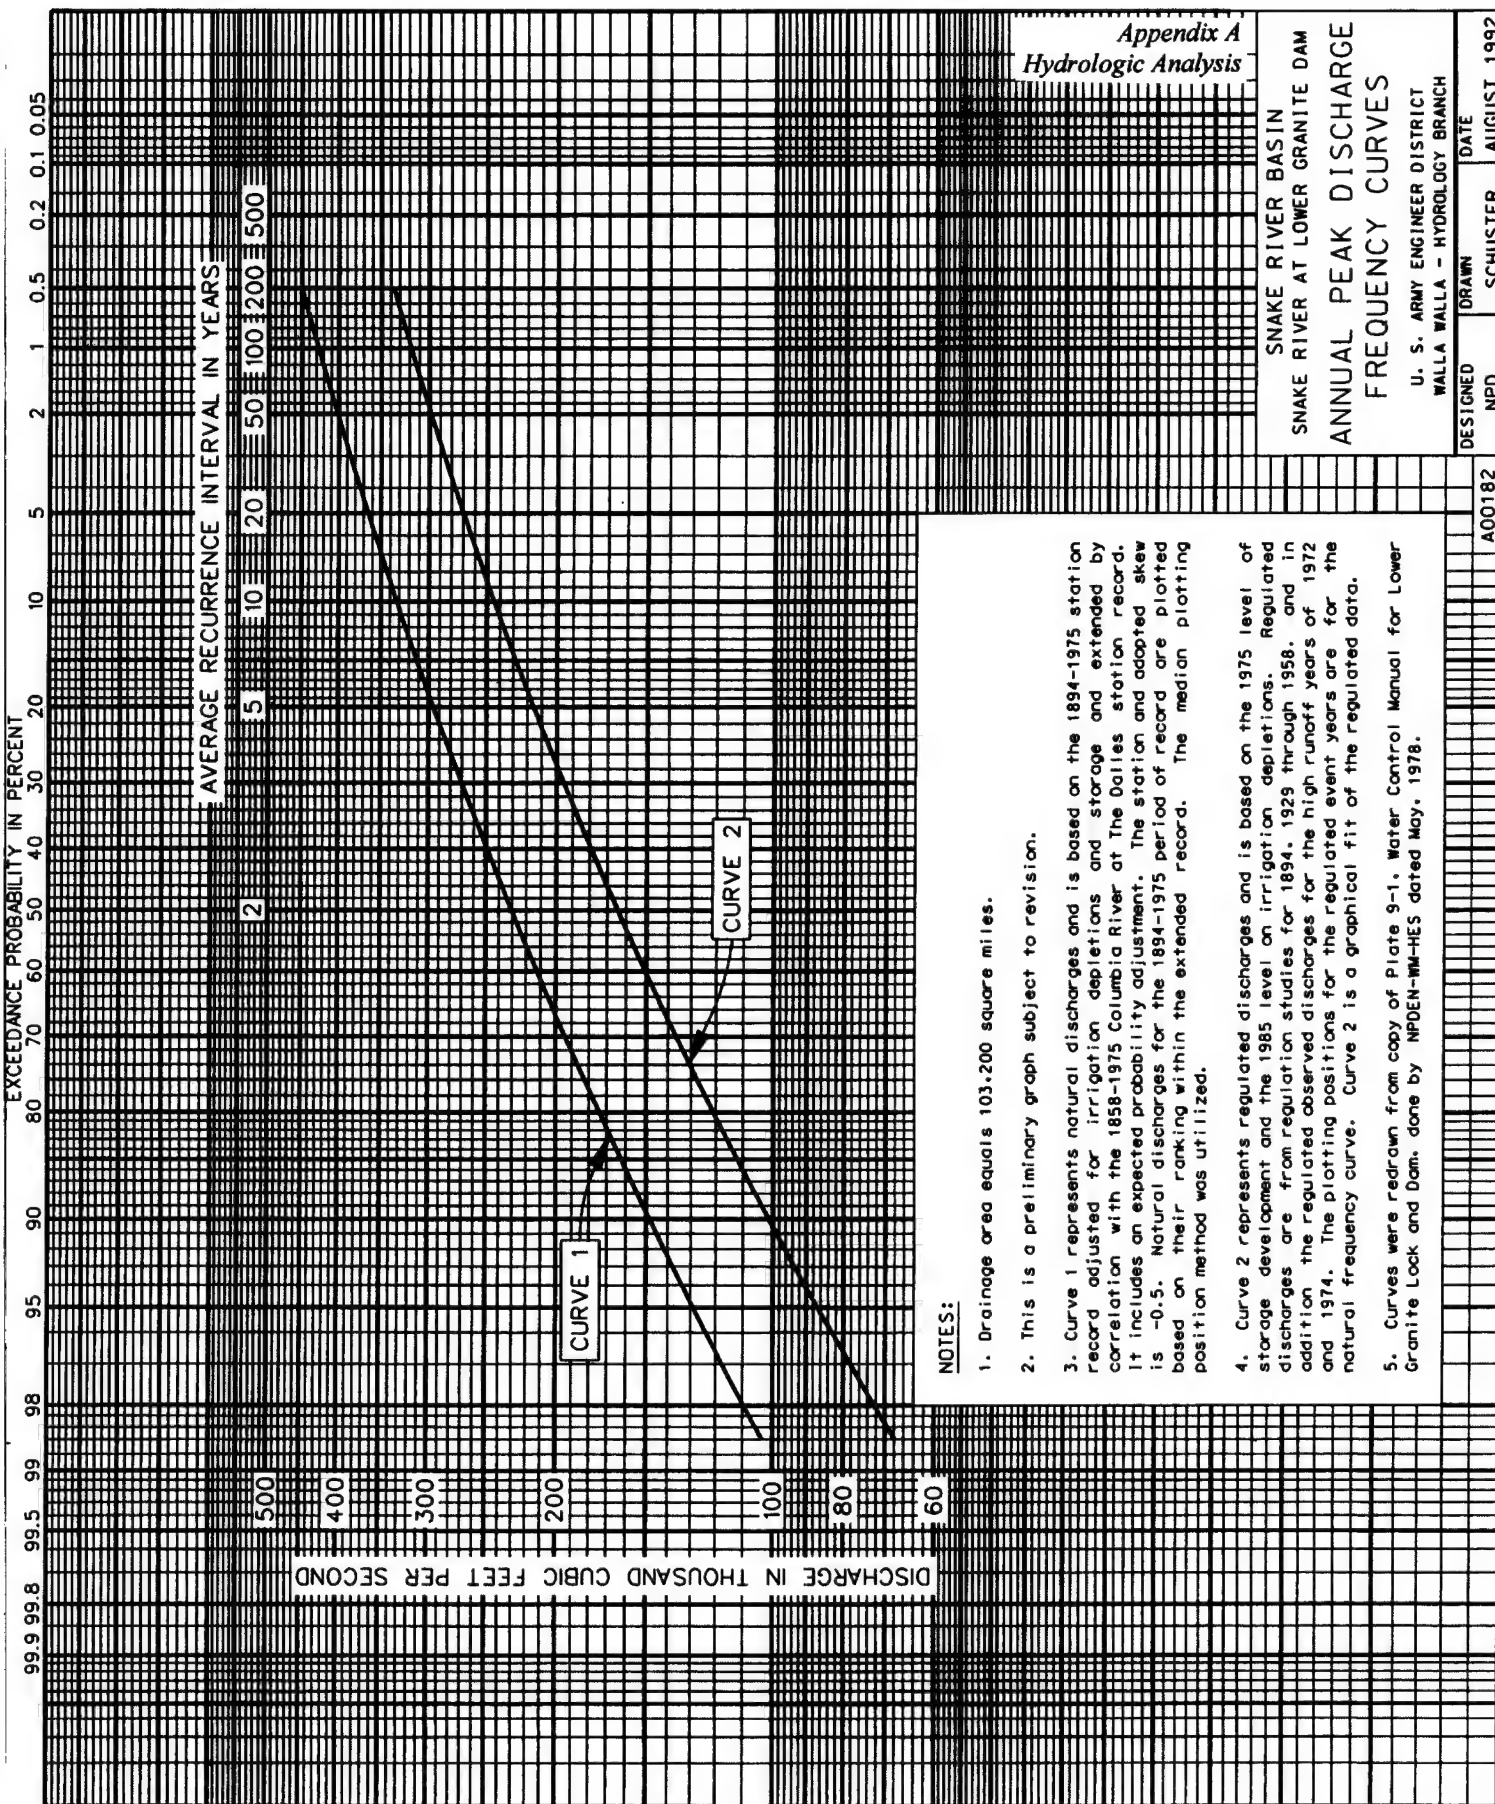 Appendix A
Hydrologic Analysis
EXCEEDANCE PROBABILITY IN PERCENT
99.9 99.8 99.5 99 98 95 90 80 70 60 50 40 30 20 10 5 2 1 0.5 0.2 0.1 0.05
AVERAGE RECURRENCE INTERVAL IN YEARS
2 5 10 20 50 100 200 500
DISCHARGE IN THOUSAND CUBIC FEET PER SECOND
500
400
300
200
100
80
60
CURVE 1
CURVE 2
NOTES:
1. Drainage area equals 103,200 square miles.
2. This is a preliminary graph subject to revision.
3. Curve 1 represents natural discharges and is based on the 1894-1975 station
record adjusted for irrigation depletions and storage and extended by
correlation with the 1858-1975 Columbia River at The Dalles station record.
It includes an expected probability adjustment. The station and adopted skew
is -0.5. Natural discharges for the 1894-1975 period of record are plotted
based on their ranking within the extended record. The median plotting
position method was utilized.
4. Curve 2 represents regulated discharges and is based on the 1975 level of
storage development and the 1985 level on irrigation depletions. Regulated
discharges are from regulation studies for 1894, 1929 through 1958, and in
addition the regulated observed discharges for the high runoff years of 1972
and 1974. The plotting positions for the regulated event years are for the
natural frequency curve. Curve 2 is a graphical fit of the regulated data.
5. Curves were redrawn from copy of Plate 9-1, Water Control Manual for Lower
Granite Lock and Dam, done by NPDEN-WM-HES dated May, 1978.
SNAKE RIVER BASIN
SNAKE RIVER AT LOWER GRANITE DAM
ANNUAL PEAK DISCHARGE
FREQUENCY CURVES
U. S. ARMY ENGINEER DISTRICT
WALLA WALLA - HYDROLOGY BRANCH
DESIGNED DRAWN DATE
NPD SCHUSTER AUGUST 1992
A00182